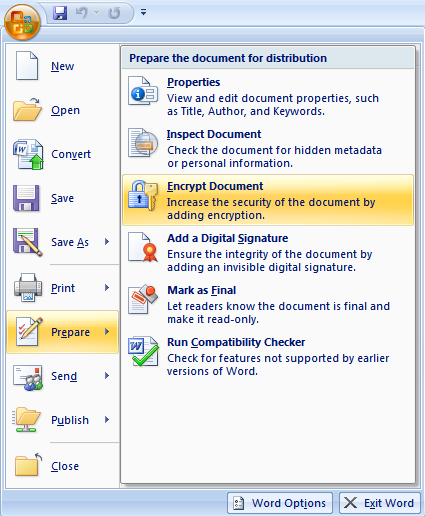 New
Open
Convert
Save
Save As
Print
Prepare
Send
Publish
Close
Prepare the document for distribution
Properties
View and edit document properties, such
as Title, Author, and Keywords.
Inspect Document
Check the document for hidden metadata
or personal information.
Encrypt Document
Increase the security of the document by
adding encryption.
Add a Digital Signature
Ensure the integrity of the document by
adding an invisible digital signature.
Mark as Final
Let readers know the document is final and
make it read-only.
Run Compatibility Checker
Check for features not supported by earlier
versions of Word.
Word Options
Exit Word